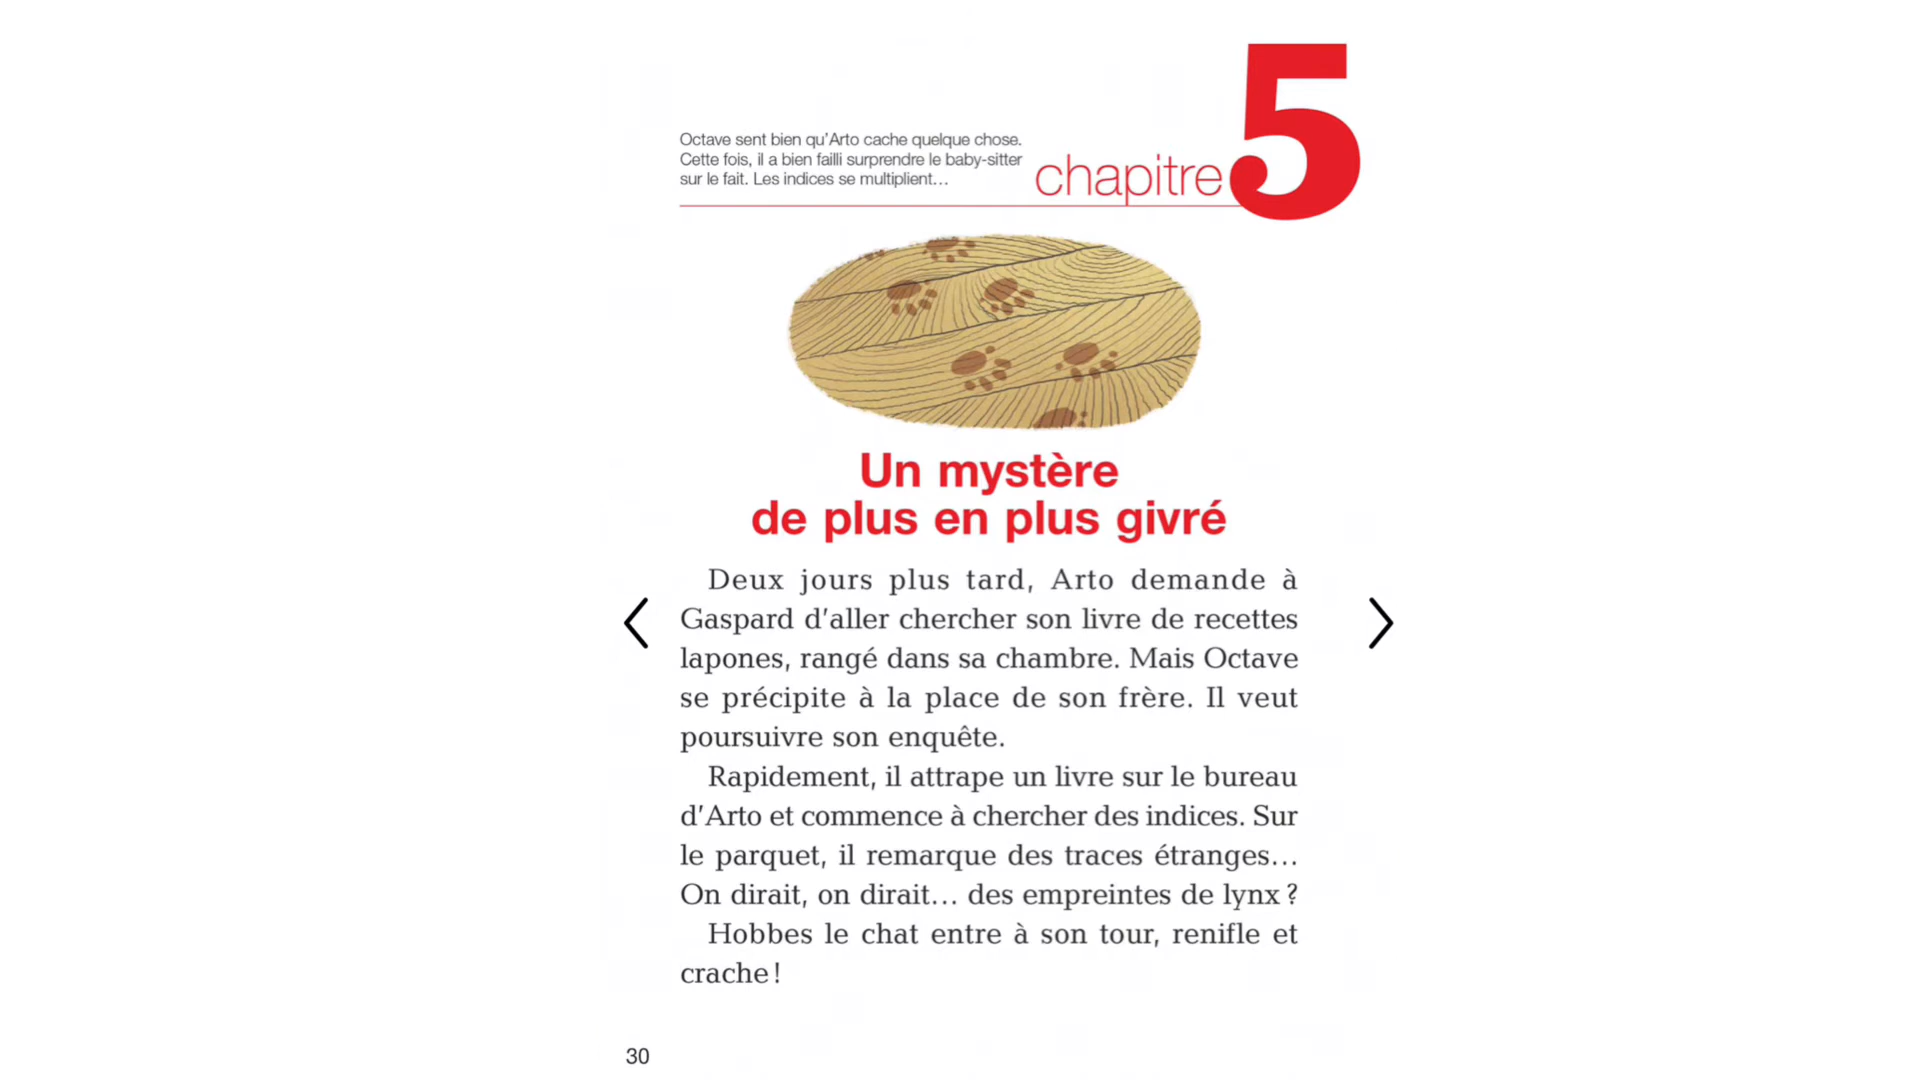 Octave sent bien qu'Arto cache quelque chose.
Cette fois, il a bien failli surprendre le baby-sitter
sur le fait. Les indices se multiplient…
chapitre 5
Un mystère
de plus en plus givré
Deux jours plus tard, Arto demande à
Gaspard d'aller chercher son livre de recettes
lapones, rangé dans sa chambre. Mais Octave
se précipite à la place de son frère. Il veut
poursuivre son enquête.
Rapidement, il attrape un livre sur le bureau
d'Arto et commence à chercher des indices. Sur
le parquet, il remarque des traces étranges…
On dirait, on dirait… des empreintes de lynx ?
Hobbes le chat entre à son tour, renifle et
crache !
30